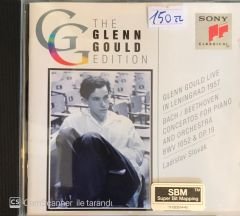 THE
GLENN
GOULD
EDITION
150 TL
SONY
CLASSICAL
GLENN GOULD LIVE
IN LENINGRAD 1957
BACH / BEETHOVEN
CONCERTOS FOR PIANO
AND ORCHESTRA
BWV 1052 & OP.19
Ladislav Slovák
CamScanner ile tarandı
SBM
Super Bit Mapping